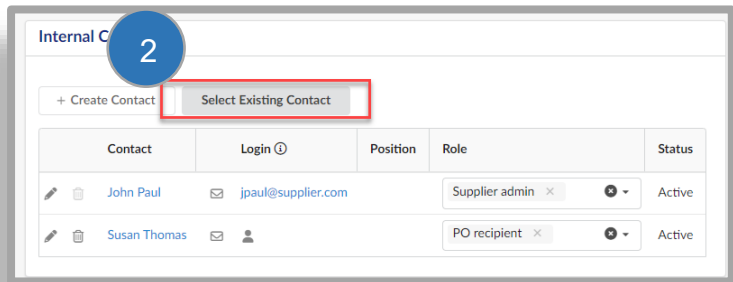 Internal C
2
+ Create Contact Select Existing Contact
Contact Login Position Role Status
John Paul jpaul@supplier.com Supplier admin × Active
Susan Thomas PO recipient × Active